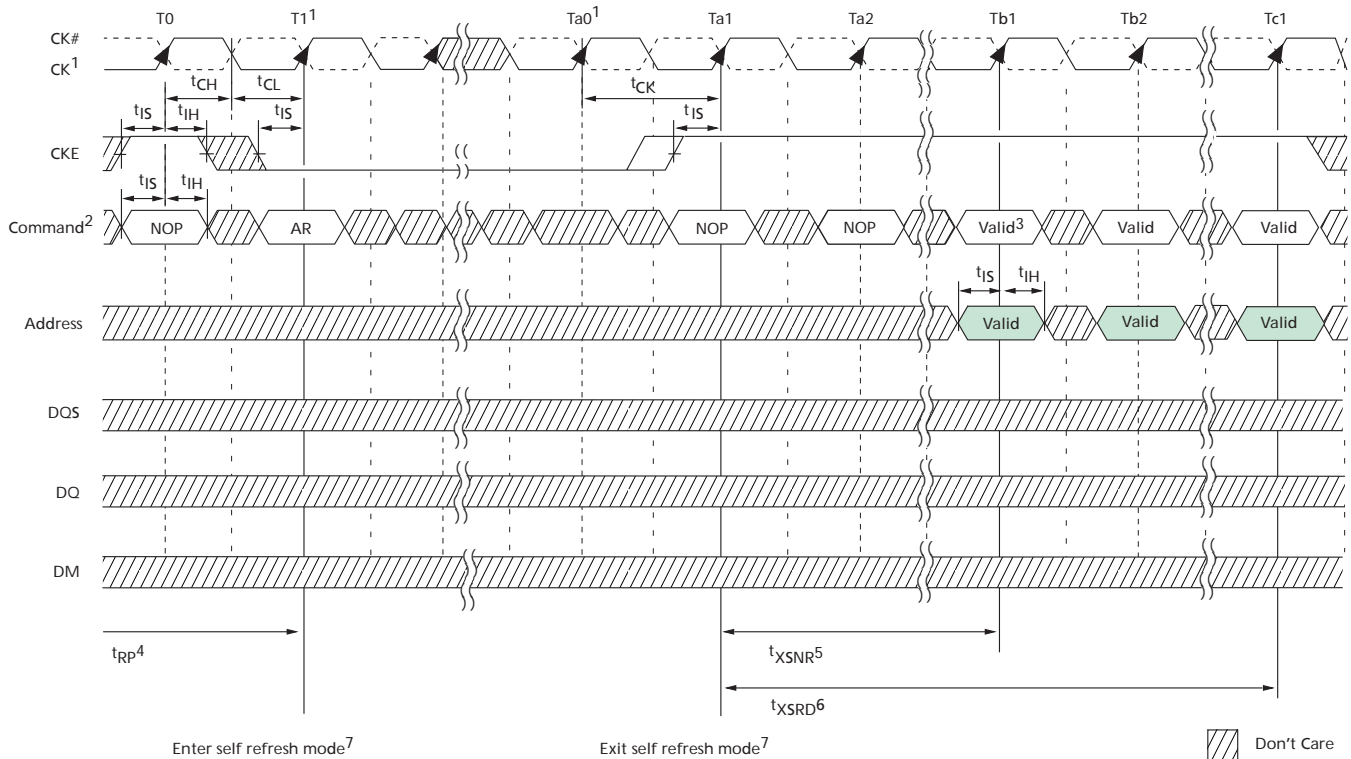 T0 T1¹ Ta0¹ Ta1 Ta2 Tb1 Tb2 Tc1
CK#
CK¹
tCH tCL tCK
tIS tIH tIS tIS
CKE
tIS tIH
Command² NOP AR NOP NOP Valid³ Valid Valid
tIS tIH
Address Valid Valid Valid
DQS
DQ
DM
tRP⁴ tXSNR⁵
tXSRD⁶
Enter self refresh mode⁷ Exit self refresh mode⁷ Don't Care